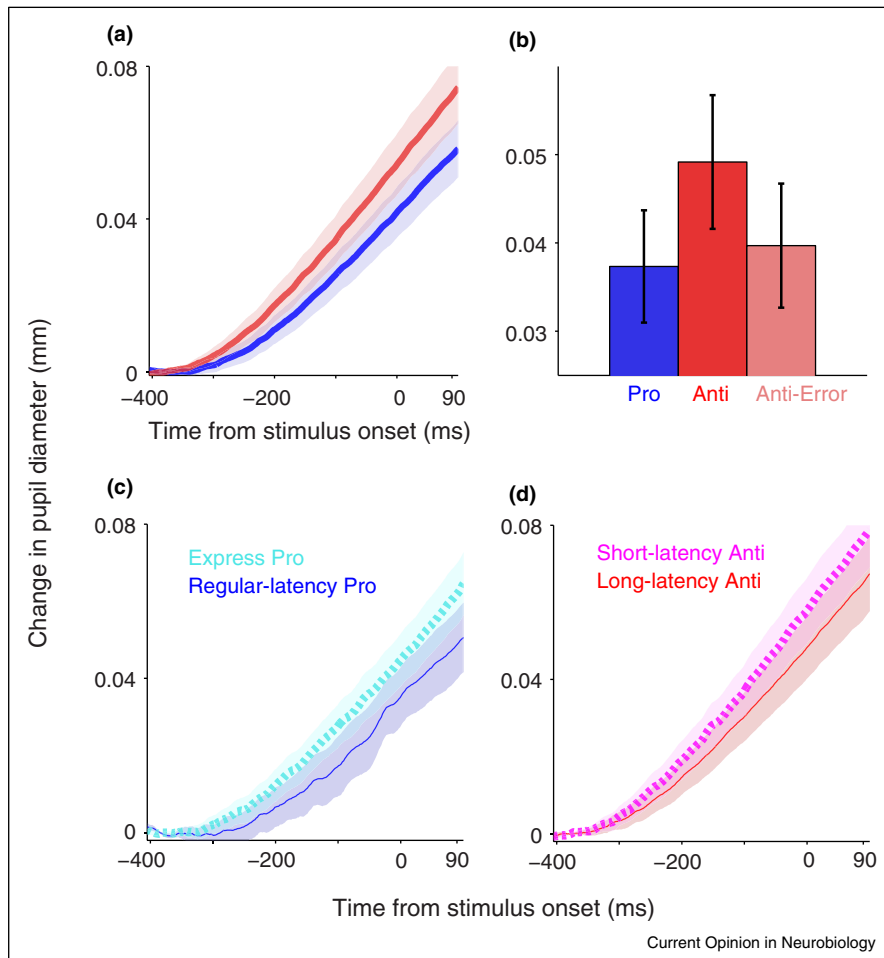 (a)
0.08
0.04
0
−400
−200
0
90
Time from stimulus onset (ms)
(b)
0.05
0.04
0.03
Pro
Anti
Anti-Error
Change in pupil diameter (mm)
(c)
0.08
0.04
0
Express Pro
Regular-latency Pro
−400
−200
0
90
(d)
0.08
0.04
0
Short-latency Anti
Long-latency Anti
−400
−200
0
90
Time from stimulus onset (ms)
Current Opinion in Neurobiology